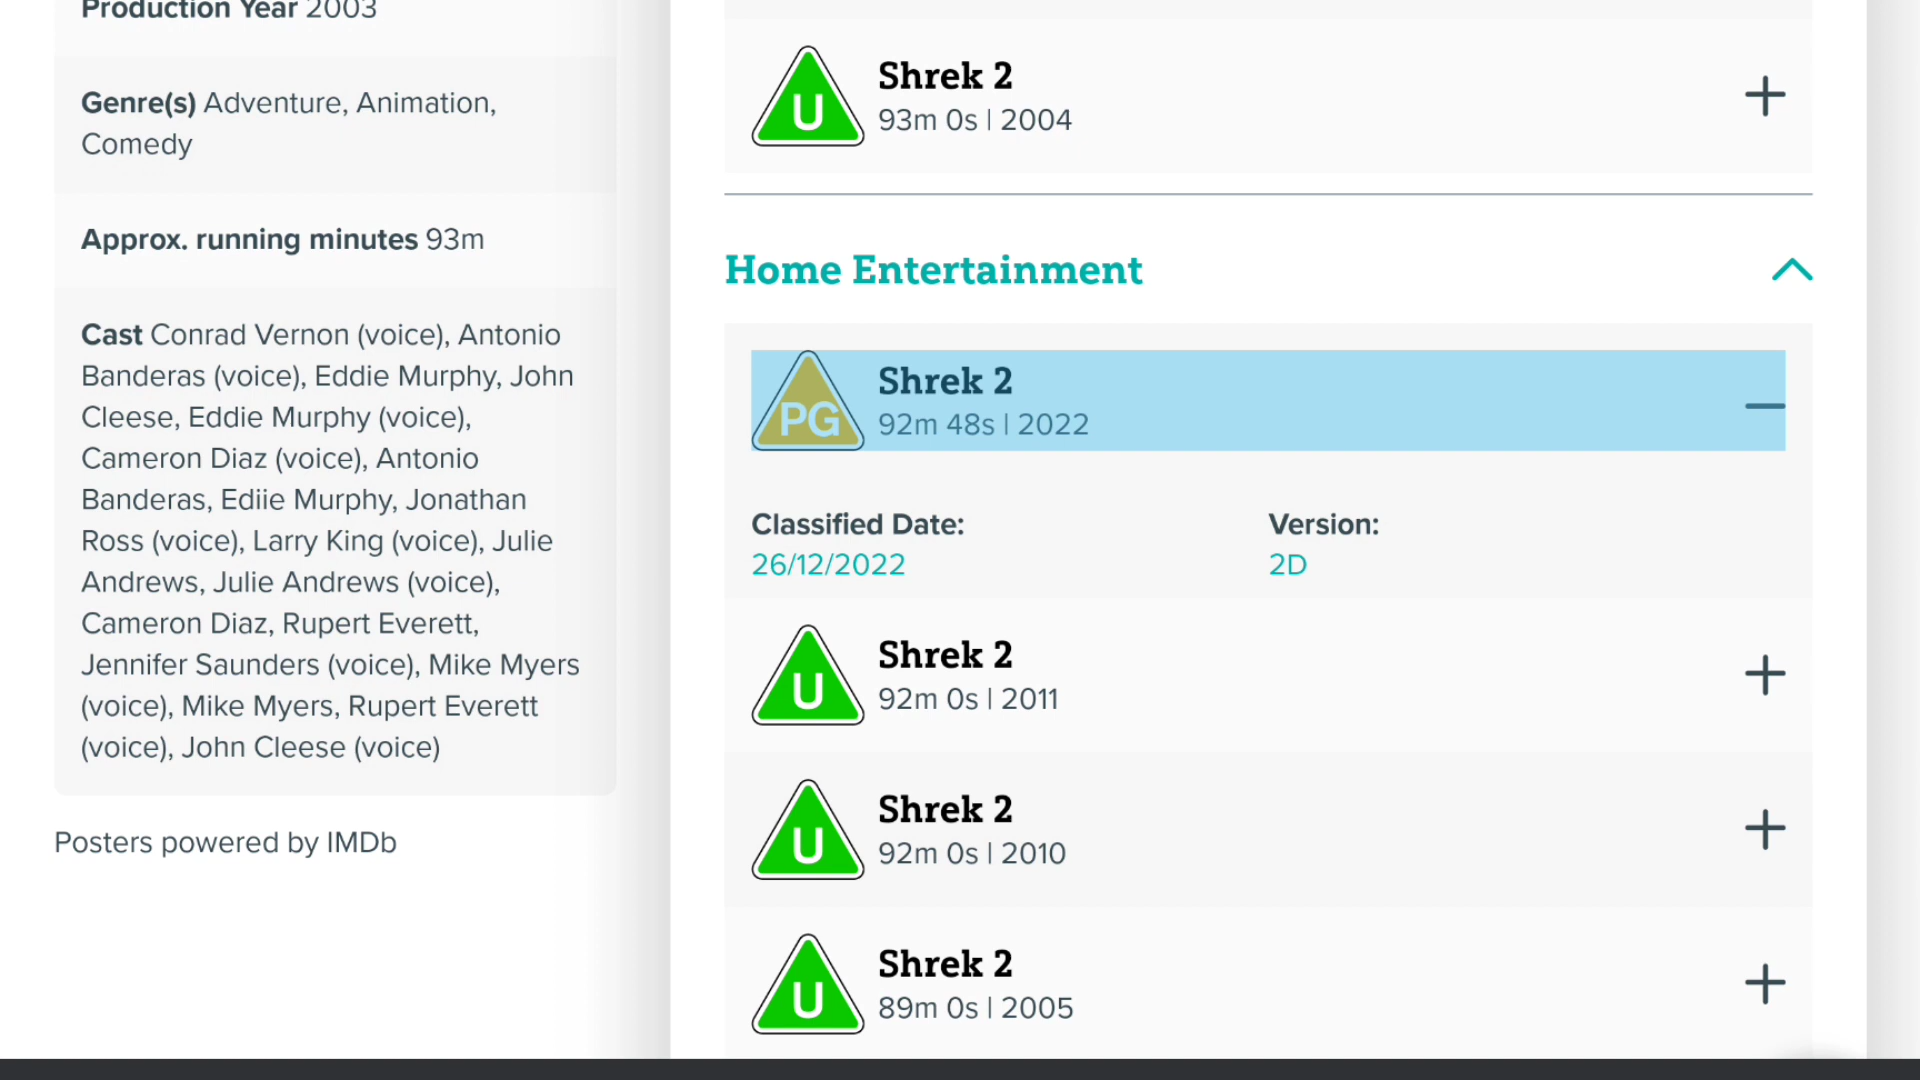 Production Year 2003
Genre(s) Adventure, Animation,
Comedy
Approx. running minutes 93m
Cast Conrad Vernon (voice), Antonio
Banderas (voice), Eddie Murphy, John
Cleese, Eddie Murphy (voice),
Cameron Diaz (voice), Antonio
Banderas, Ediie Murphy, Jonathan
Ross (voice), Larry King (voice), Julie
Andrews, Julie Andrews (voice),
Cameron Diaz, Rupert Everett,
Jennifer Saunders (voice), Mike Myers
(voice), Mike Myers, Rupert Everett
(voice), John Cleese (voice)
Posters powered by IMDb
U
Shrek 2
93m 0s | 2004
Home Entertainment
PG
Shrek 2
92m 48s | 2022
Classified Date:
26/12/2022
Version:
2D
U
Shrek 2
92m 0s | 2011
U
Shrek 2
92m 0s | 2010
U
Shrek 2
89m 0s | 2005